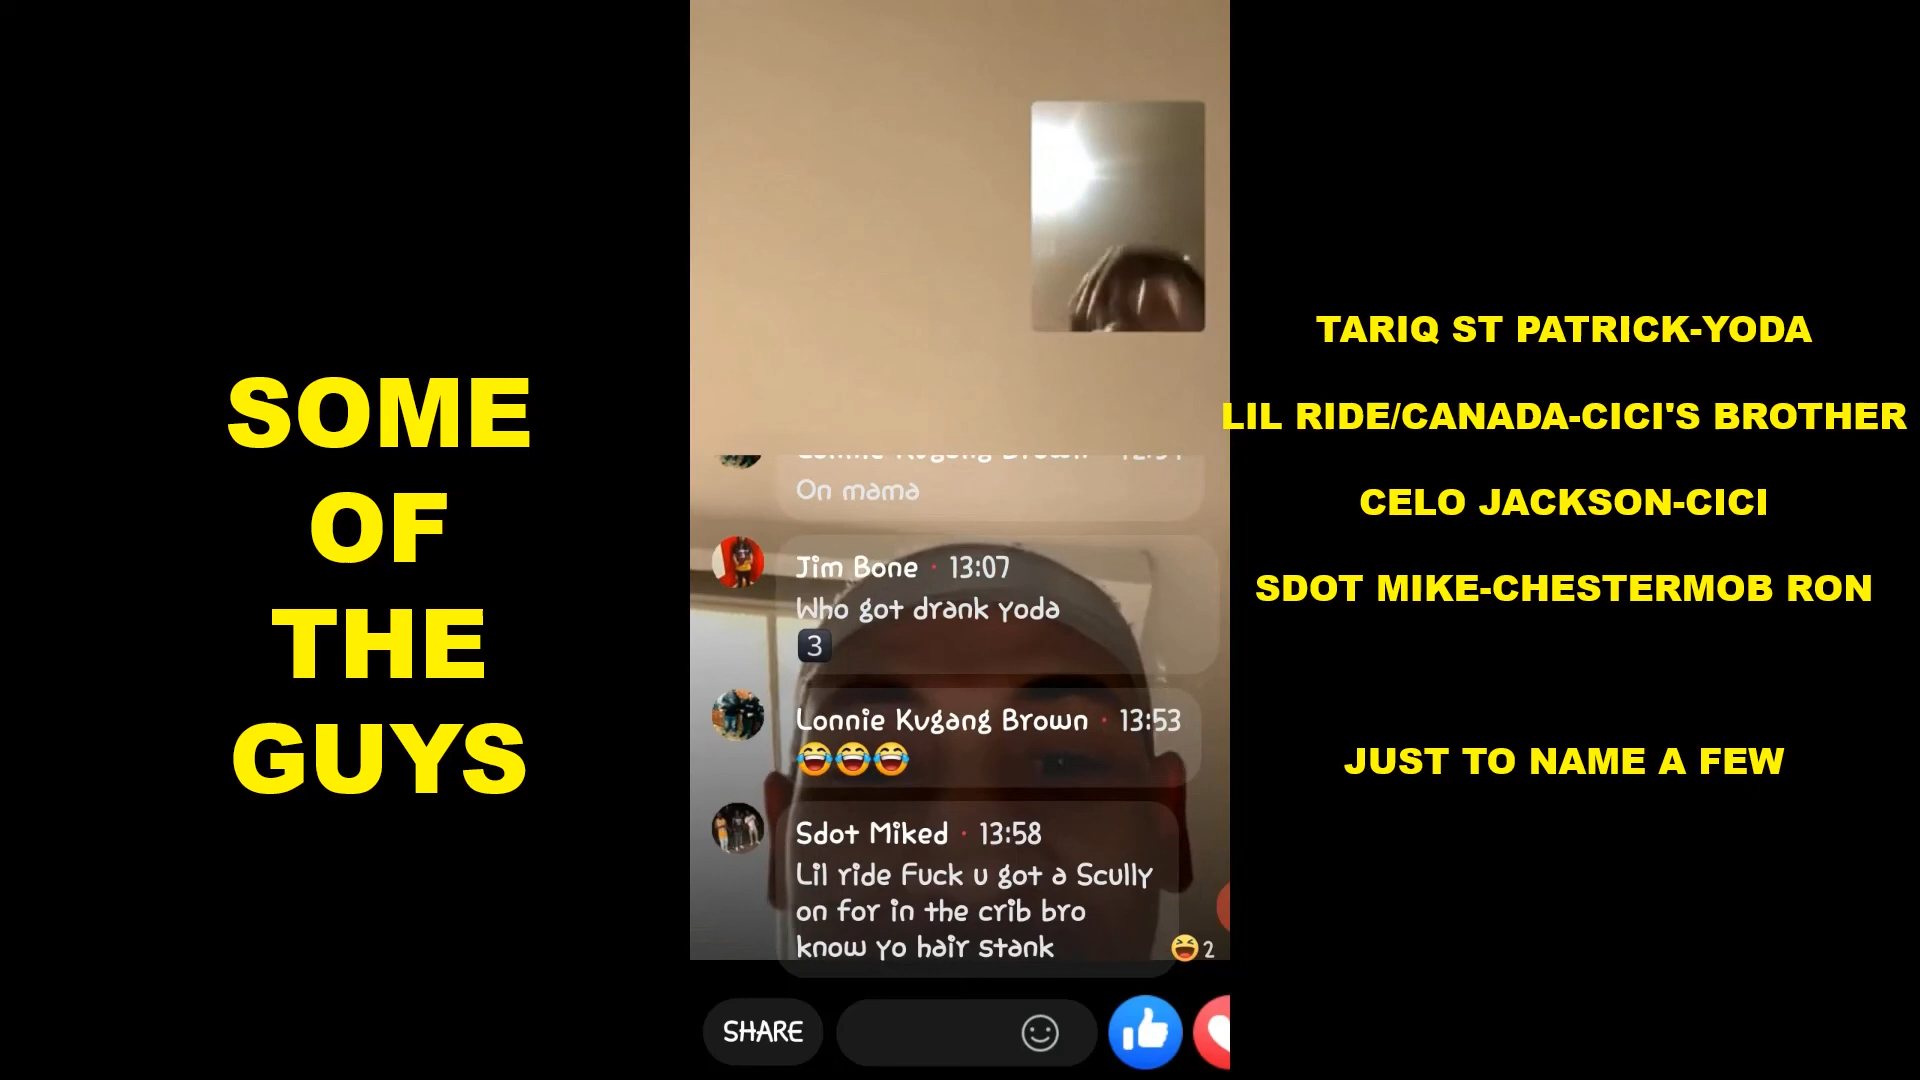 SOME
OF
THE
GUYS
On mama
Jim Bone · 13:07
Who got drank yoda
3
Lonnie Kvgang Brown · 13:53
😂😂😂
Sdot Miked · 13:58
Lil ride Fuck u got a Scully
on for in the crib bro
know yo hair stank
😆 2
SHARE
TARIQ ST PATRICK-YODA
LIL RIDE/CANADA-CICI'S BROTHER
CELO JACKSON-CICI
SDOT MIKE-CHESTERMOB RON
JUST TO NAME A FEW